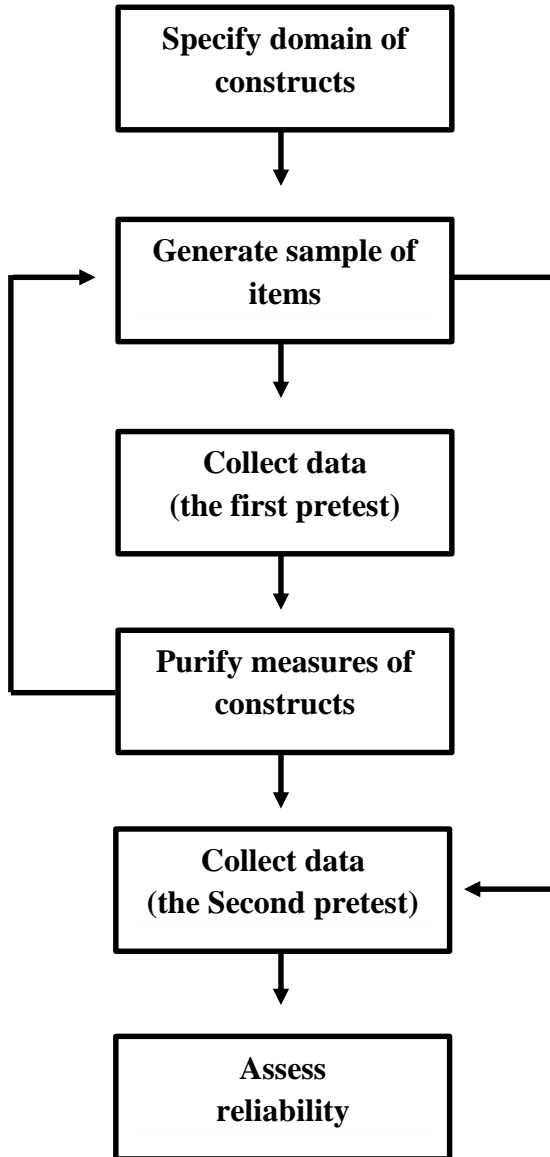 Specify domain of
constructs
Generate sample of
items
Collect data
(the first pretest)
Purify measures of
constructs
Collect data
(the Second pretest)
Assess
reliability